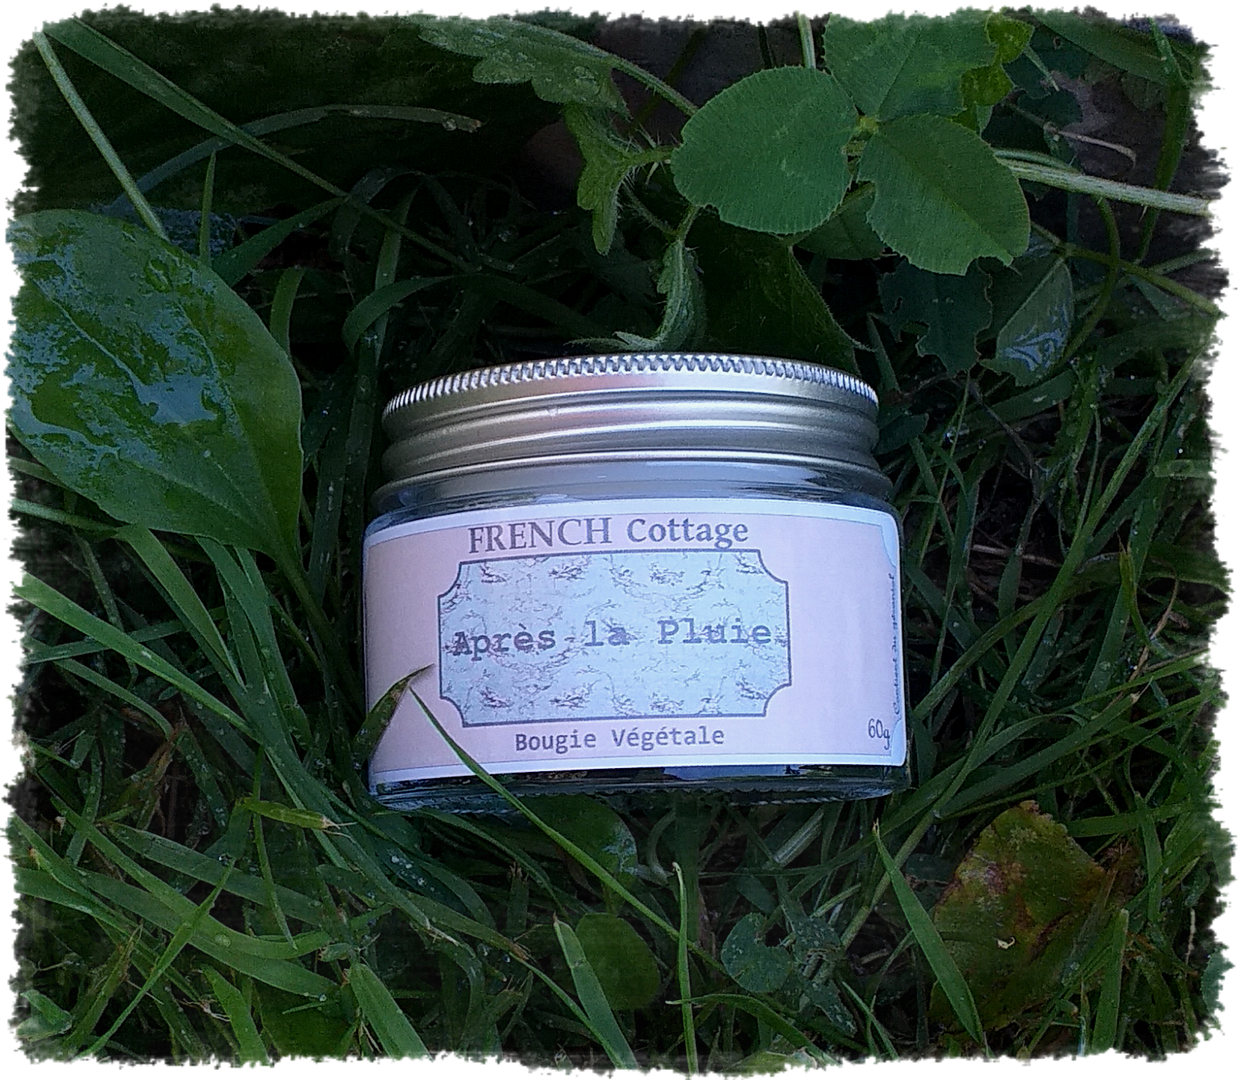 FRENCH Cottage
Après la Pluie
Bougie Végétale
60g